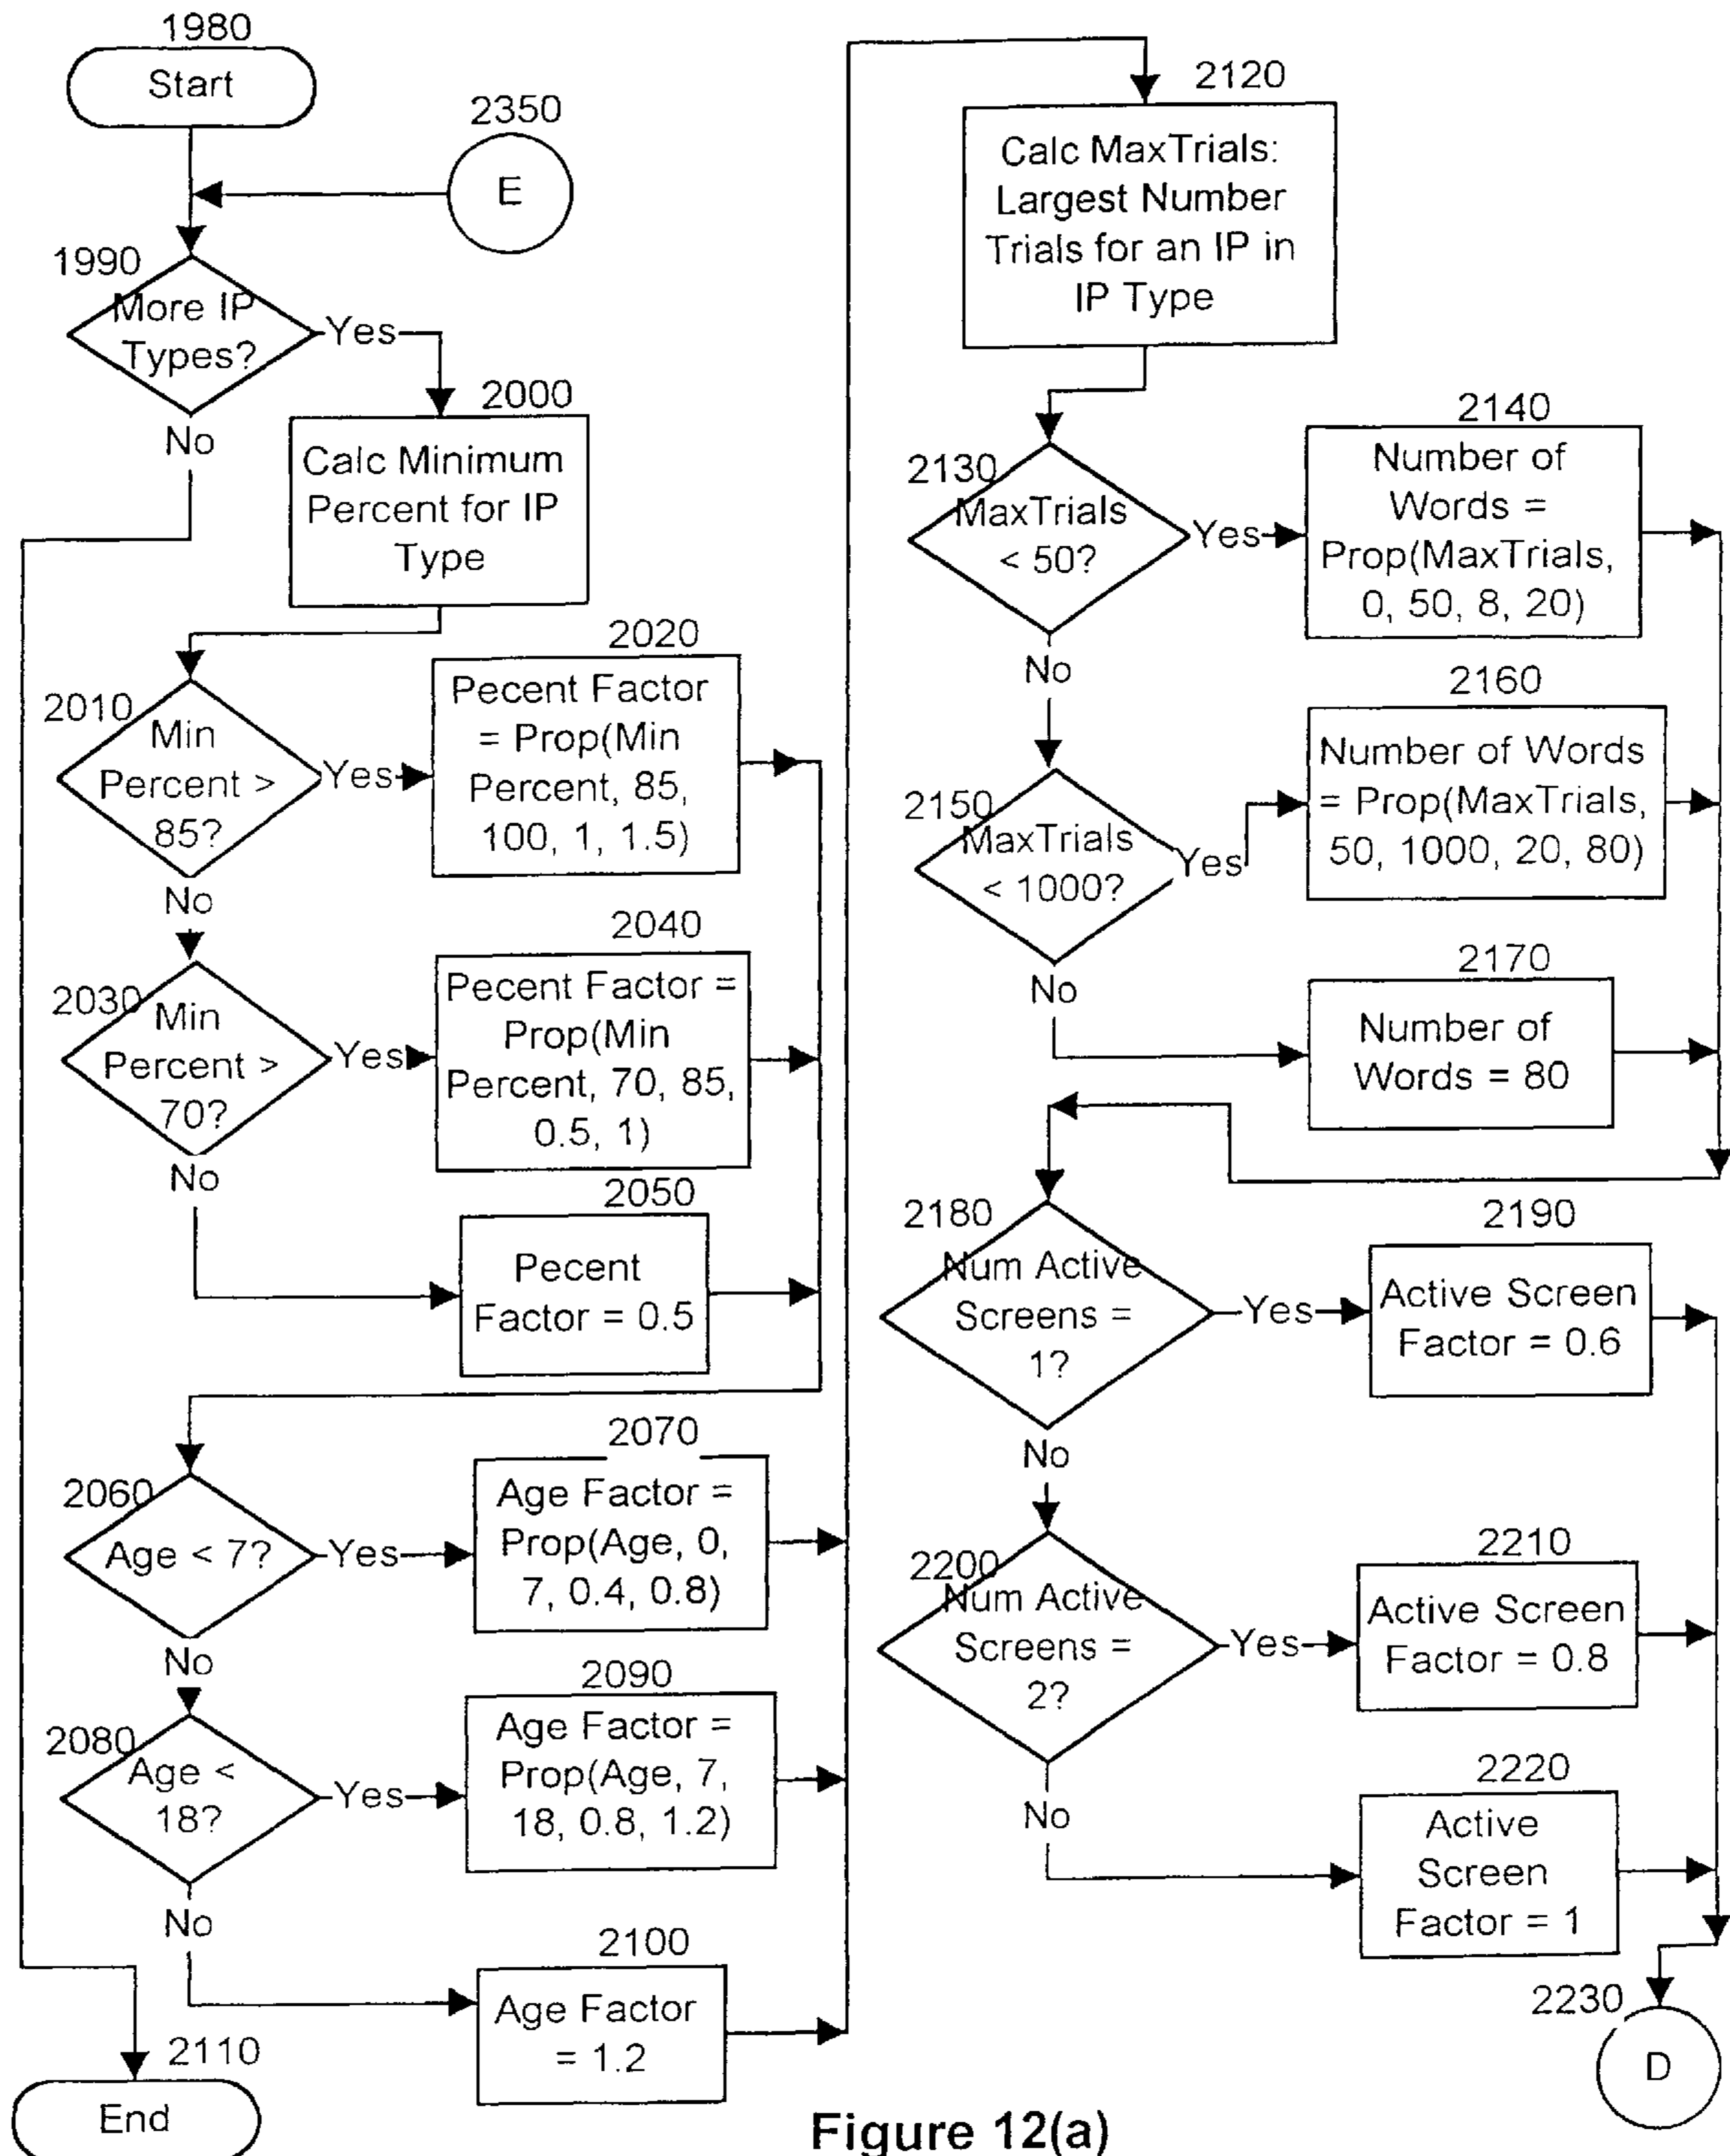 1980
Start
2350
E
1990
More IP
Types?
Yes
No
2000
Calc Minimum
Percent for IP
Type
2010
Min
Percent >
85?
Yes
No
2020
Pecent Factor
= Prop(Min
Percent, 85,
100, 1, 1.5)
2030
Min
Percent >
70?
Yes
No
2040
Pecent Factor =
Prop(Min
Percent, 70, 85,
0.5, 1)
2050
Pecent
Factor = 0.5
2060
Age < 7?
Yes
No
2070
Age Factor =
Prop(Age, 0,
7, 0.4, 0.8)
2080
Age <
18?
Yes
No
2090
Age Factor =
Prop(Age, 7,
18, 0.8, 1.2)
2100
Age Factor
= 1.2
2110
End
2120
Calc MaxTrials:
Largest Number
Trials for an IP in
IP Type
2130
MaxTrials
< 50?
Yes
No
2140
Number of
Words =
Prop(MaxTrials,
0, 50, 8, 20)
2150
MaxTrials
< 1000?
Yes
No
2160
Number of Words
= Prop(MaxTrials,
50, 1000, 20, 80)
2170
Number of
Words = 80
2180
Num Active
Screens =
1?
Yes
No
2190
Active Screen
Factor = 0.6
2200
Num Active
Screens =
2?
Yes
No
2210
Active Screen
Factor = 0.8
2220
Active
Screen
Factor = 1
2230
D
Figure 12(a)